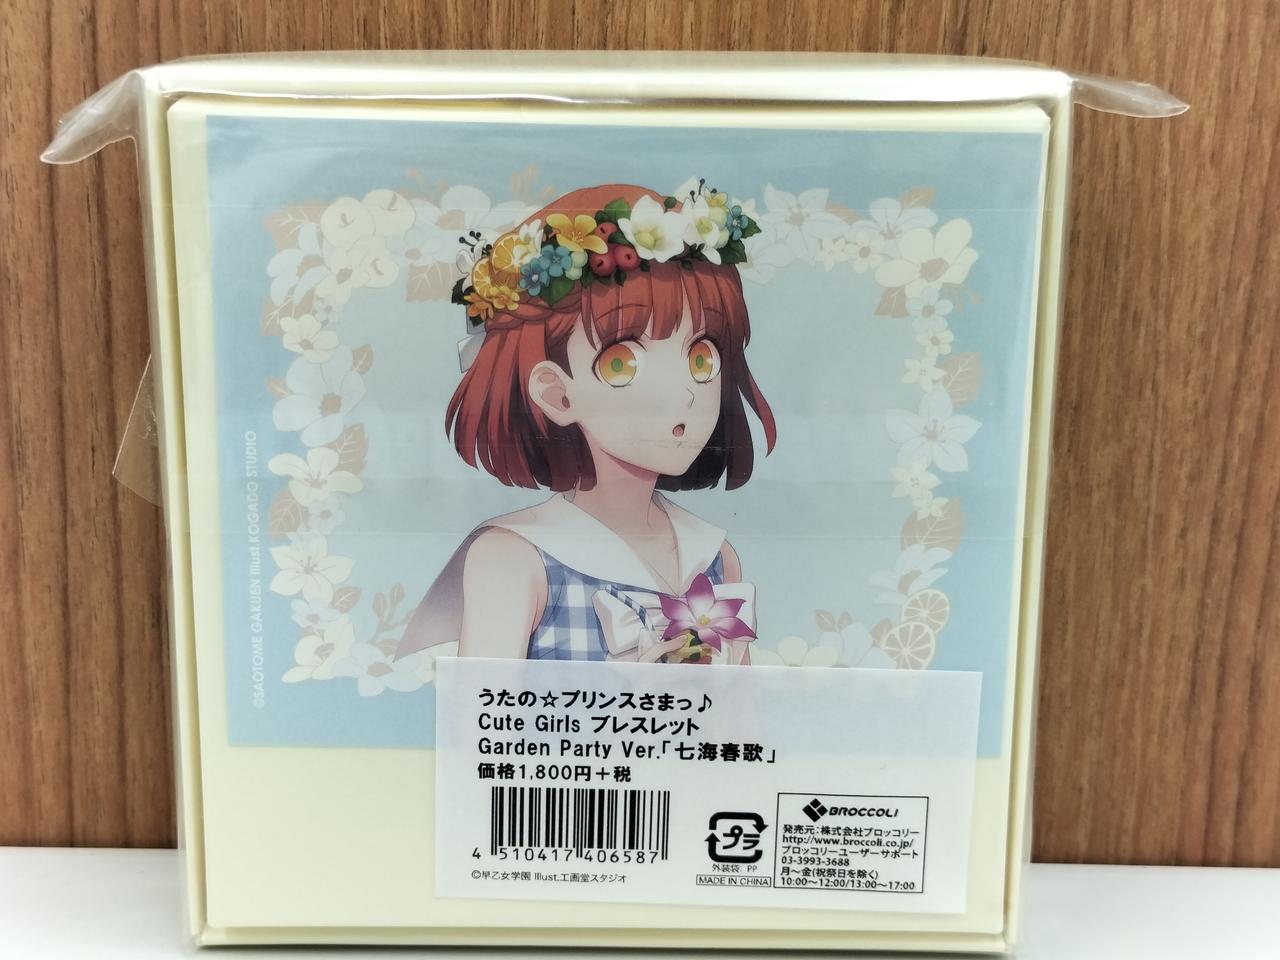 ©SAOTOME GAKUEN Illust.KOGADO STUDIO
うたの☆プリンスさまっ♪
Cute Girls ブレスレット
Garden Party Ver.「七海春歌」
価格1,800円＋税
4 510417 406587
©早乙女学園 Illust.工画堂スタジオ
プラ
外装袋: PP
MADE IN CHINA
BROCCOLI
発売元：株式会社ブロッコリー
http://www.broccoli.co.jp/
ブロッコリーユーザーサポート
03-3993-3688
月〜金(祝祭日を除く)
10:00〜12:00/13:00〜17:00